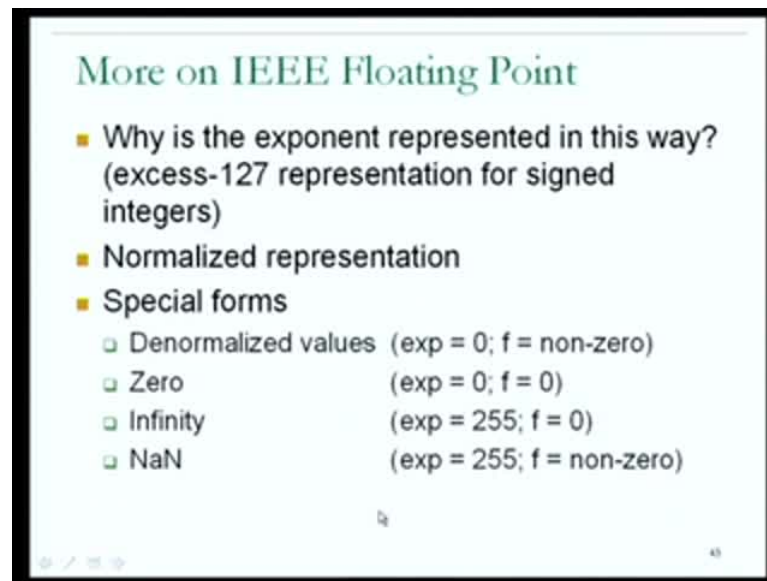 More on IEEE Floating Point
Why is the exponent represented in this way?
(excess-127 representation for signed
integers)
Normalized representation
Special forms
Denormalized values (exp = 0; f = non-zero)
Zero (exp = 0; f = 0)
Infinity (exp = 255; f = 0)
NaN (exp = 255; f = non-zero)